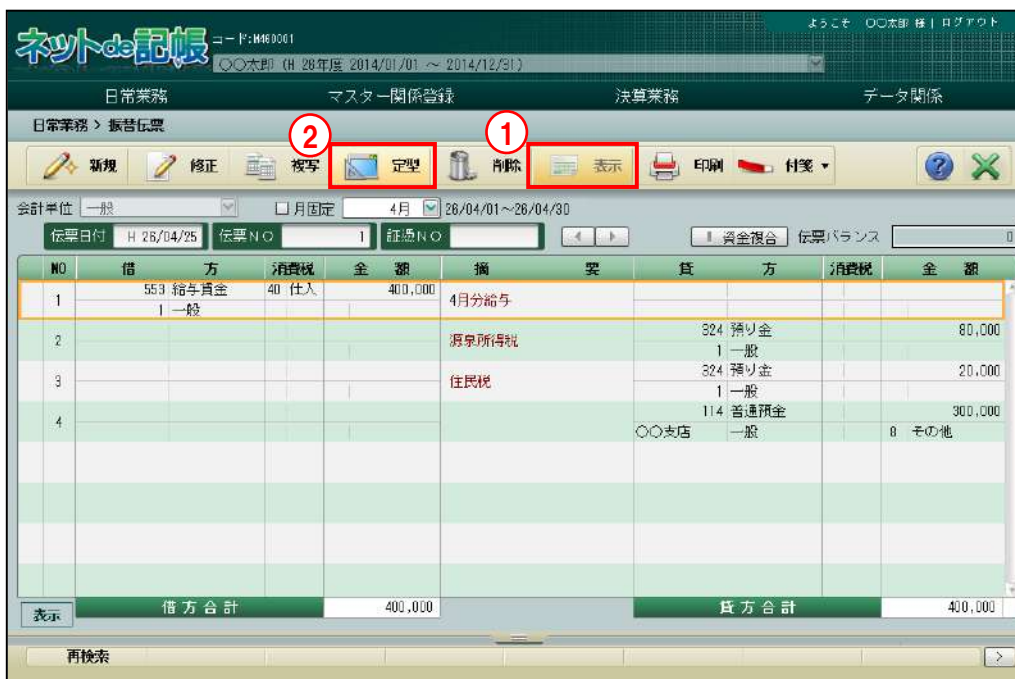 ようこそ 〇〇太郎 様 | ログアウト
ネットde記帳 コード:M460001
〇〇太郎 (H 26年度 2014/01/01 ～ 2014/12/31)
日常業務 マスター関係登録 決算業務 データ関係
日常業務 > 振替伝票
② ①
新規 修正 複写 定型 削除 表示 印刷 付箋 ▼
会計単位 一般 月固定 4月 26/04/01～26/04/30
伝票日付 H 26/04/25 伝票NO 1 証憑NO 資金複合 伝票バランス 0
NO 借方 消費税 金額 摘要 貸方 消費税 金額
1 553 給与賃金 40 仕入 400,000 4月分給与
1 一般
2 源泉所得税 324 預り金 80,000
1 一般
3 住民税 324 預り金 20,000
1 一般
4 114 普通預金 300,000
〇〇支店 一般 8 その他
表示 借方合計 400,000 貸方合計 400,000
再検索